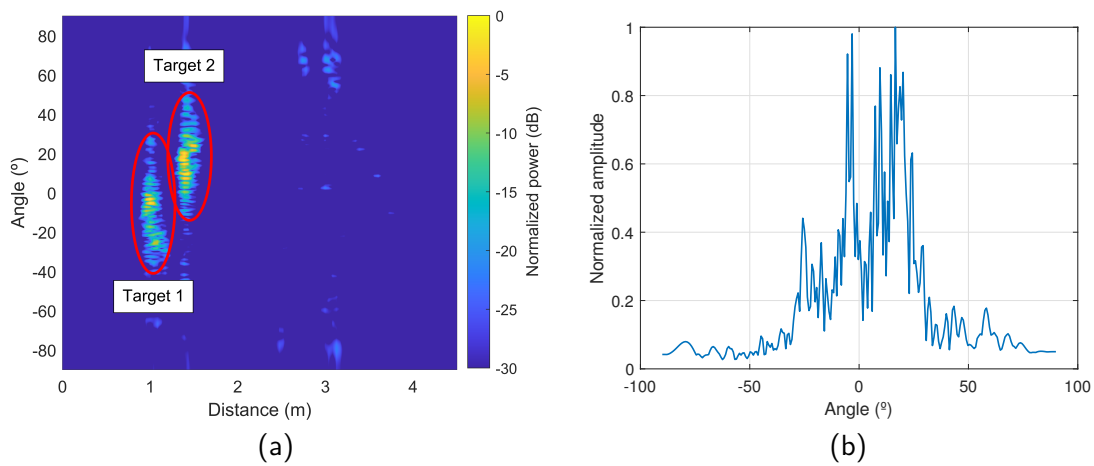 80
60
40
20
0
-20
-40
-60
-80
Angle (º)
0 1 2 3 4
Distance (m)
Target 2
Target 1
0
-5
-10
-15
-20
-25
-30
Normalized power (dB)
(a)
1
0.8
0.6
0.4
0.2
0
Normalized amplitude
-100 -50 0 50 100
Angle (º)
(b)